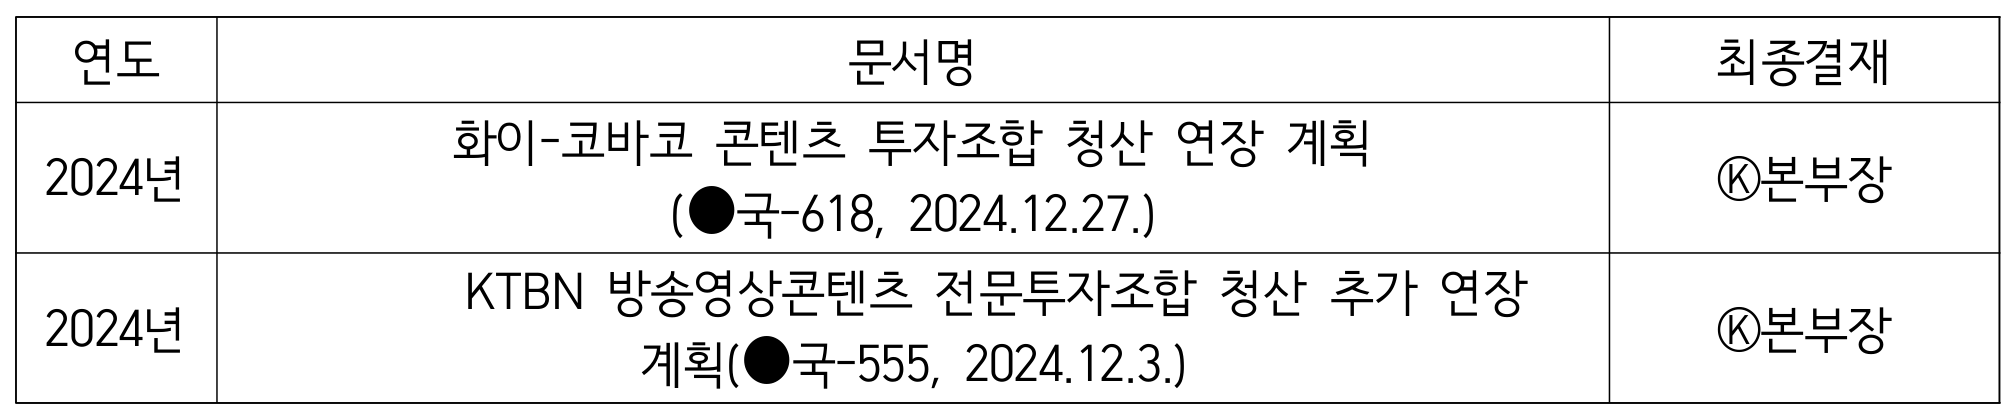 연도 문서명 최종결재
화이-코바코 콘텐츠 투자조합 청산 연장 계획
2024년 Ⓚ본부장
(●국-618, 2024.12.27.)
KTBN 방송영상콘텐츠 전문투자조합 청산 추가 연장
2024년 Ⓚ본부장
계획(●국-555, 2024.12.3.)